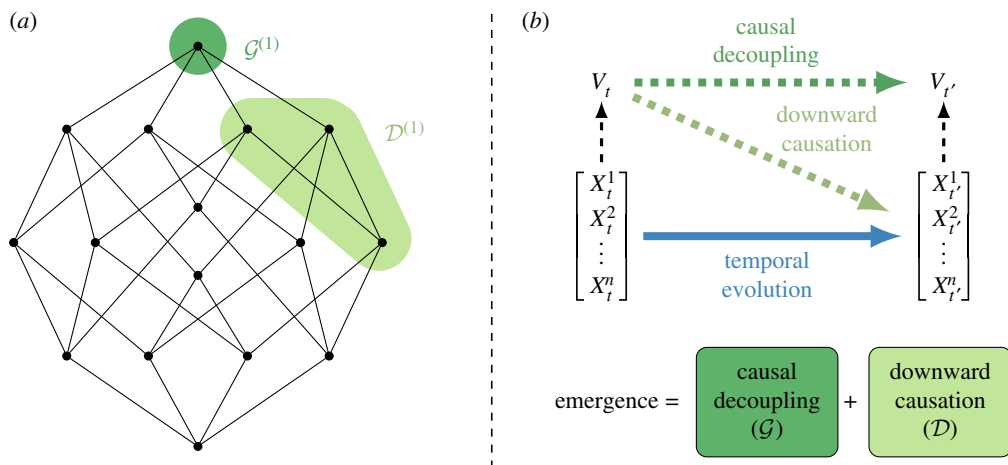 (a)
𝒢⁽¹⁾
𝒟⁽¹⁾
(b)
causal
decoupling
V_t
V_t′
downward
causation
X_t^1
X_t^2
⋮
X_t^n
X_t′^1
X_t′^2
⋮
X_t′^n
temporal
evolution
emergence = causal decoupling (𝒢) + downward causation (𝒟)